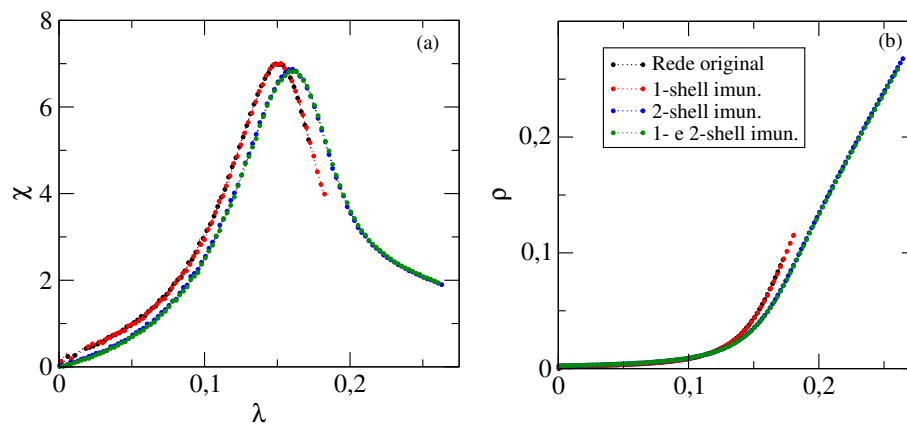 (a)
8
6
4
2
0
χ
0
0,1
0,2
λ
(b)
Rede original
1-shell imun.
2-shell imun.
1- e 2-shell imun.
0,2
0,1
0
ρ
0
0,1
0,2
λ